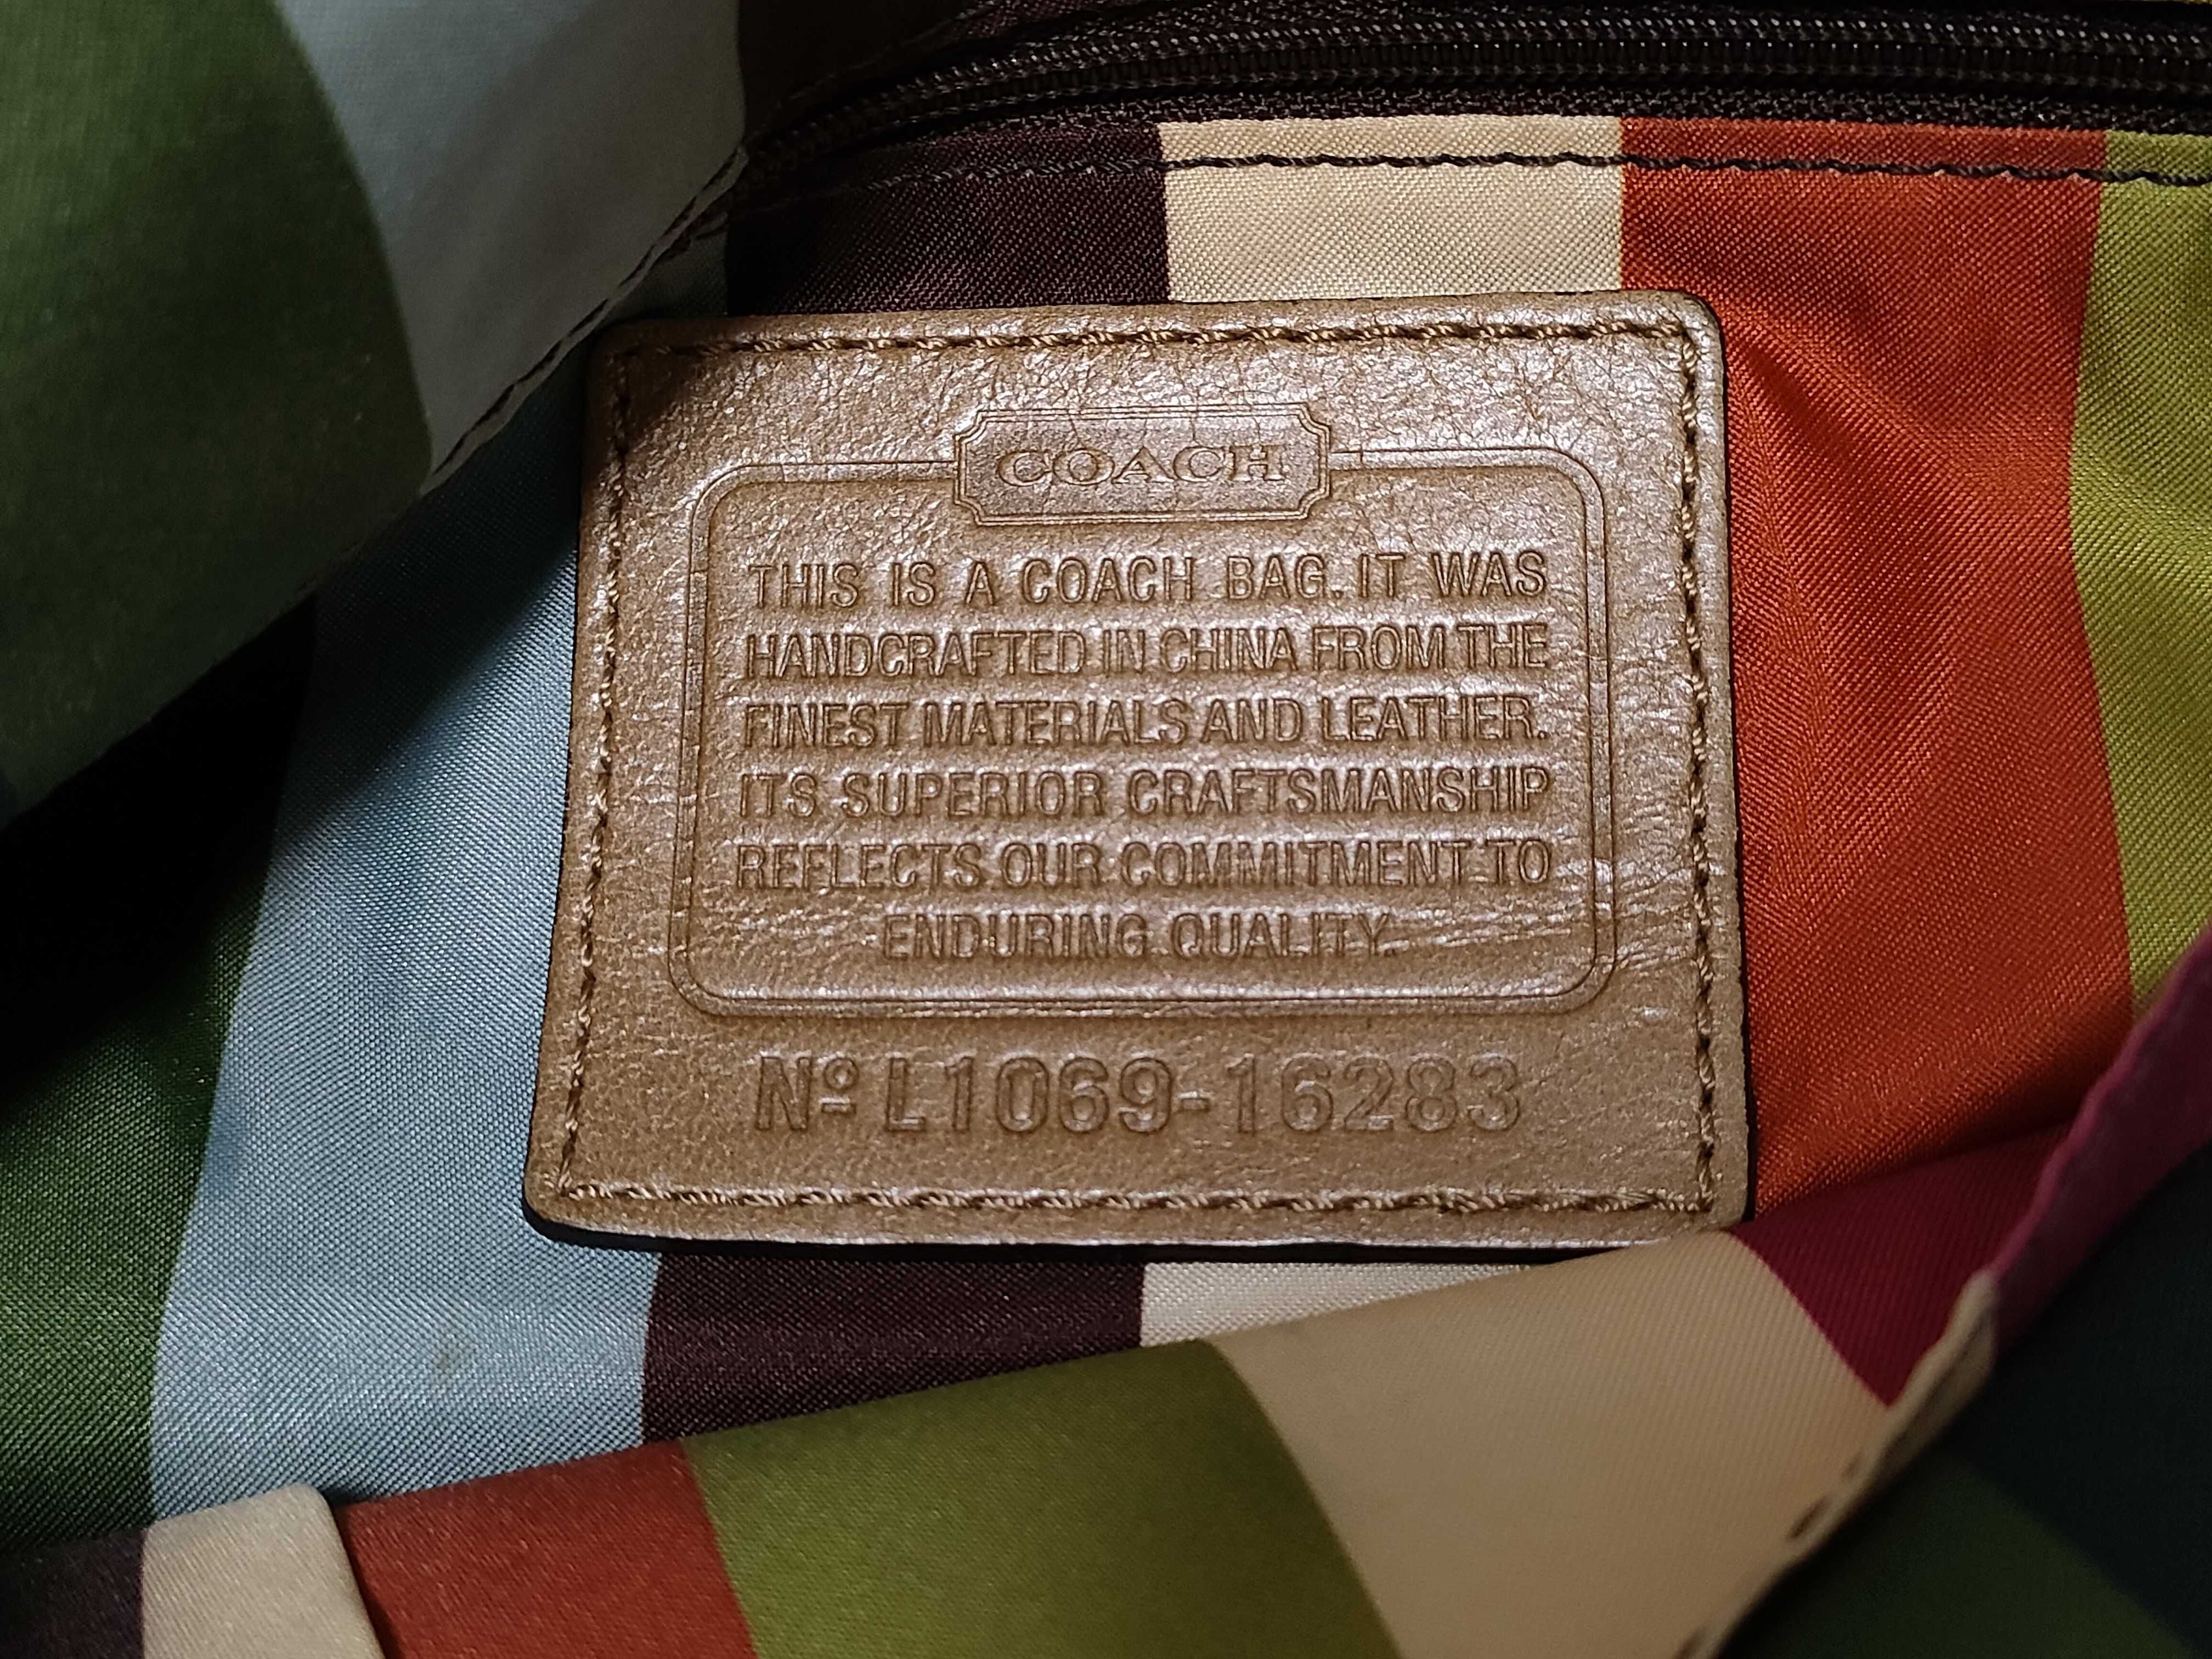 COACH
THIS IS A COACH BAG. IT WAS
HANDCRAFTED IN CHINA FROM THE
FINEST MATERIALS AND LEATHER.
ITS SUPERIOR CRAFTSMANSHIP
REFLECTS OUR COMMITMENT TO
ENDURING QUALITY.
Nº L1069-16283